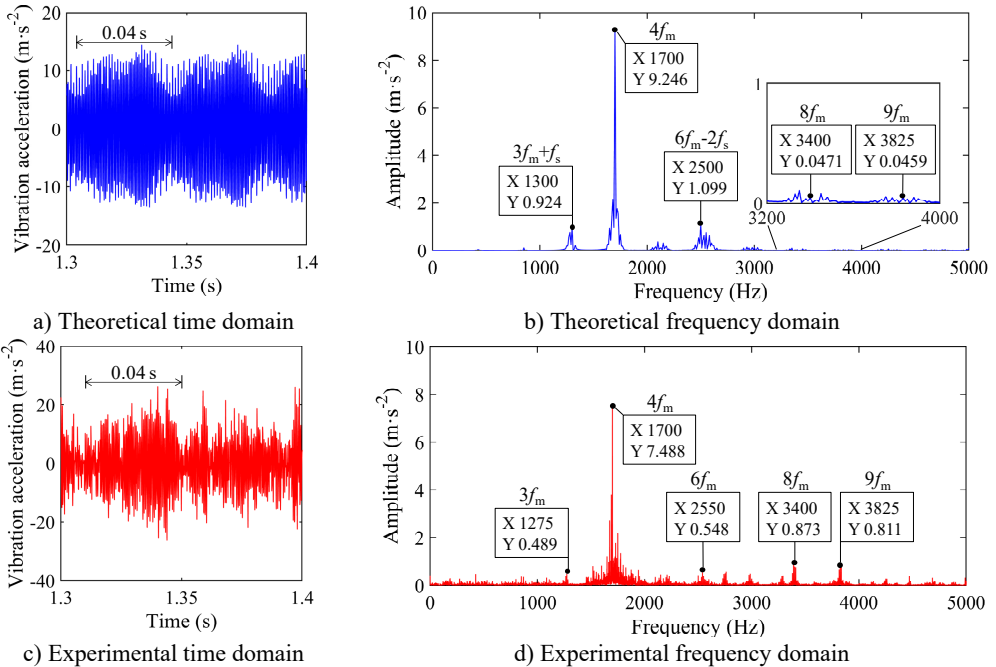 20
10
0
-10
-20
1.3
1.35
1.4
0.04 s
Vibration acceleration (m·s-2)
Time (s)
a) Theoretical time domain
10
8
6
4
2
0
0
1000
2000
3000
4000
5000
Amplitude (m·s-2)
Frequency (Hz)
4fm
X 1700
Y 9.246
3fm+fs
X 1300
Y 0.924
6fm-2fs
X 2500
Y 1.099
1
0
3200
4000
8fm
X 3400
Y 0.0471
9fm
X 3825
Y 0.0459
b) Theoretical frequency domain
40
20
0
-20
-40
1.3
1.35
1.4
0.04 s
Vibration acceleration (m·s-2)
Time (s)
c) Experimental time domain
10
8
6
4
2
0
0
1000
2000
3000
4000
5000
Amplitude (m·s-2)
Frequency (Hz)
4fm
X 1700
Y 7.488
3fm
X 1275
Y 0.489
6fm
X 2550
Y 0.548
8fm
X 3400
Y 0.873
9fm
X 3825
Y 0.811
d) Experimental frequency domain